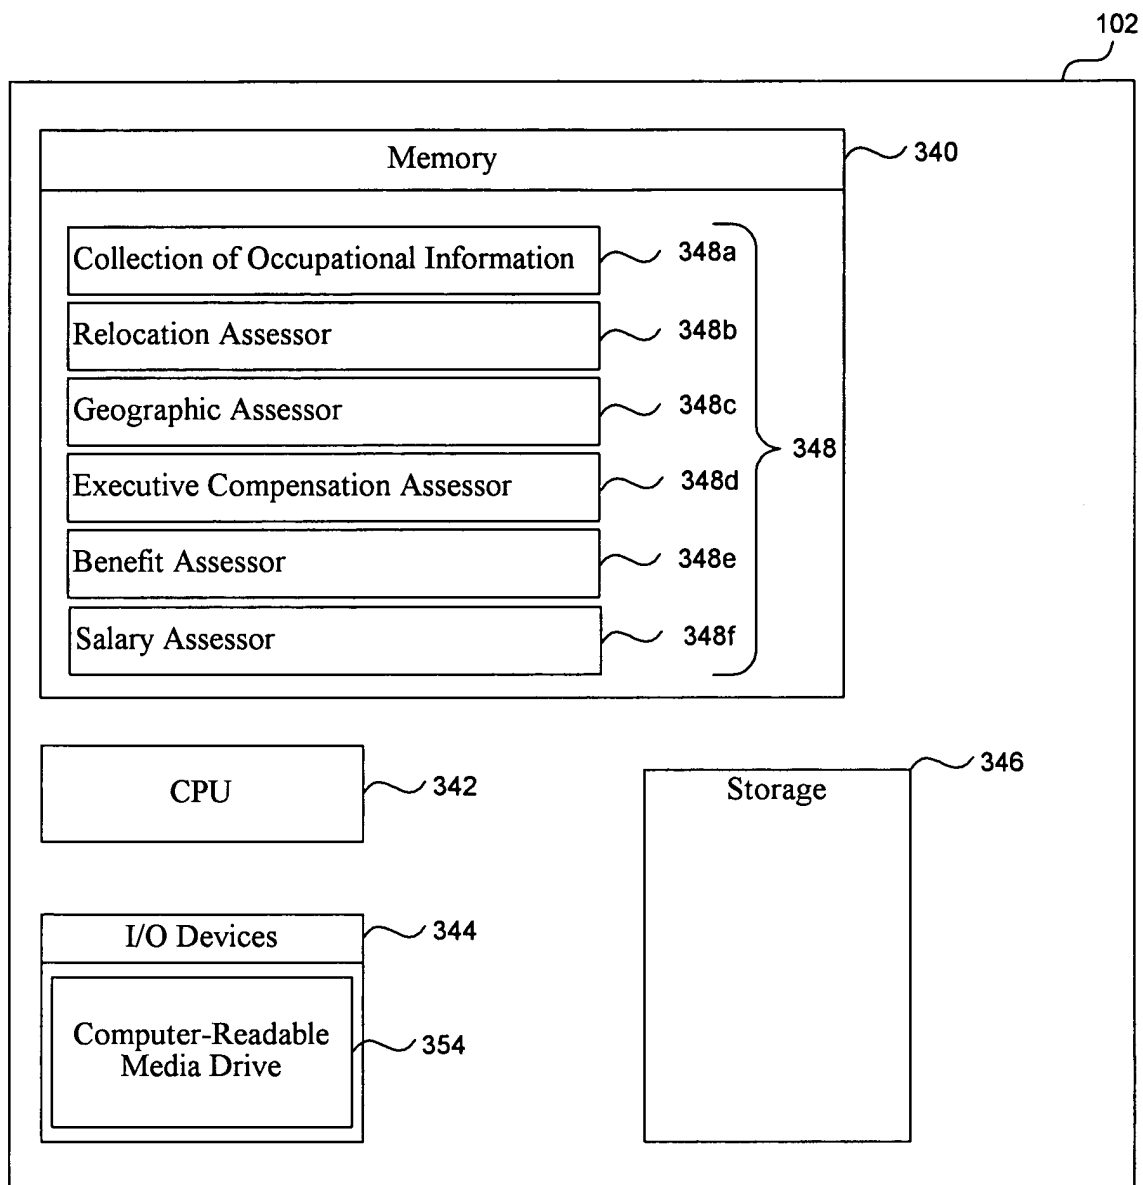 102
Memory
340
Collection of Occupational Information
348a
Relocation Assessor
348b
Geographic Assessor
348c
348
Executive Compensation Assessor
348d
Benefit Assessor
348e
Salary Assessor
348f
CPU
342
Storage
346
I/O Devices
344
Computer-Readable
Media Drive
354